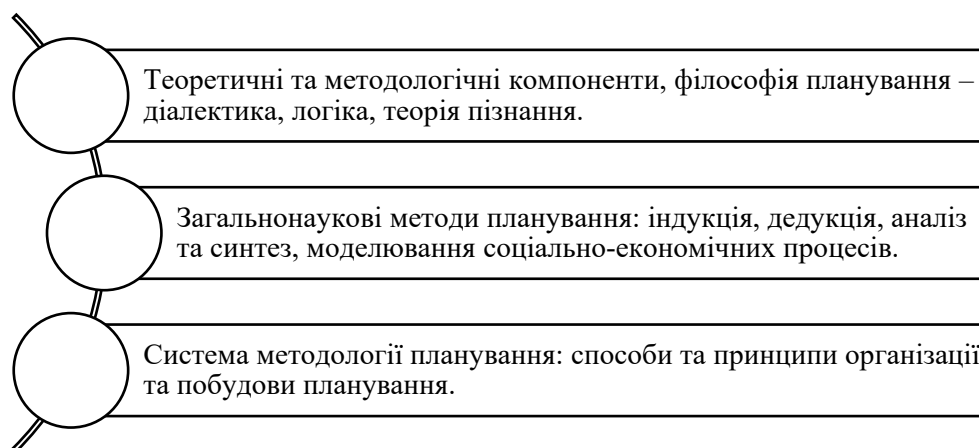 Теоретичні та методологічні компоненти, філософія планування –
діалектика, логіка, теорія пізнання.
Загальнонаукові методи планування: індукція, дедукція, аналіз
та синтез, моделювання соціально-економічних процесів.
Система методології планування: способи та принципи організації
та побудови планування.